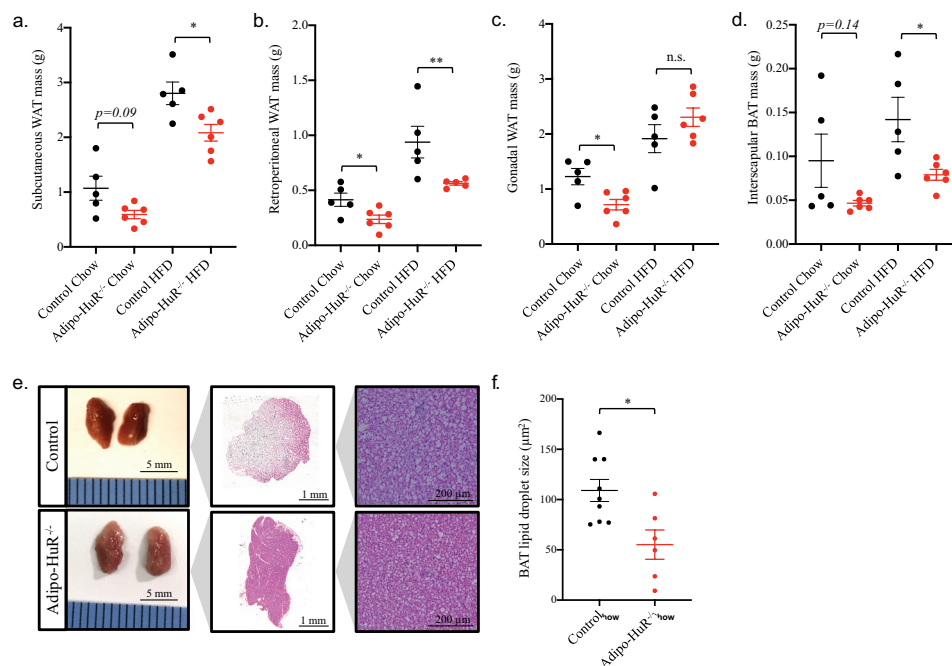 a.
Subcutaneous WAT mass (g)
4
3
2
1
0
*
p=0.09
Control Chow
Adipo-HuR-/- Chow
Control HFD
Adipo-HuR-/- HFD
b.
Retroperitoneal WAT mass (g)
2.0
1.5
1.0
0.5
0.0
**
*
Control Chow
Adipo-HuR-/- Chow
Control HFD
Adipo-HuR-/- HFD
c.
Gonadal WAT mass (g)
4
3
2
1
0
n.s.
*
Control Chow
Adipo-HuR-/- Chow
Control HFD
Adipo-HuR-/- HFD
d.
Interscapular BAT mass (g)
0.25
0.20
0.15
0.10
0.05
0.00
p=0.14
*
Control Chow
Adipo-HuR-/- Chow
Control HFD
Adipo-HuR-/- HFD
e.
Control
5 mm
1 mm
200 µm
Adipo-HuR-/-
5 mm
1 mm
200 µm
f.
BAT lipid droplet size (µm²)
200
150
100
50
0
*
Control
Adipo-HuR-/-